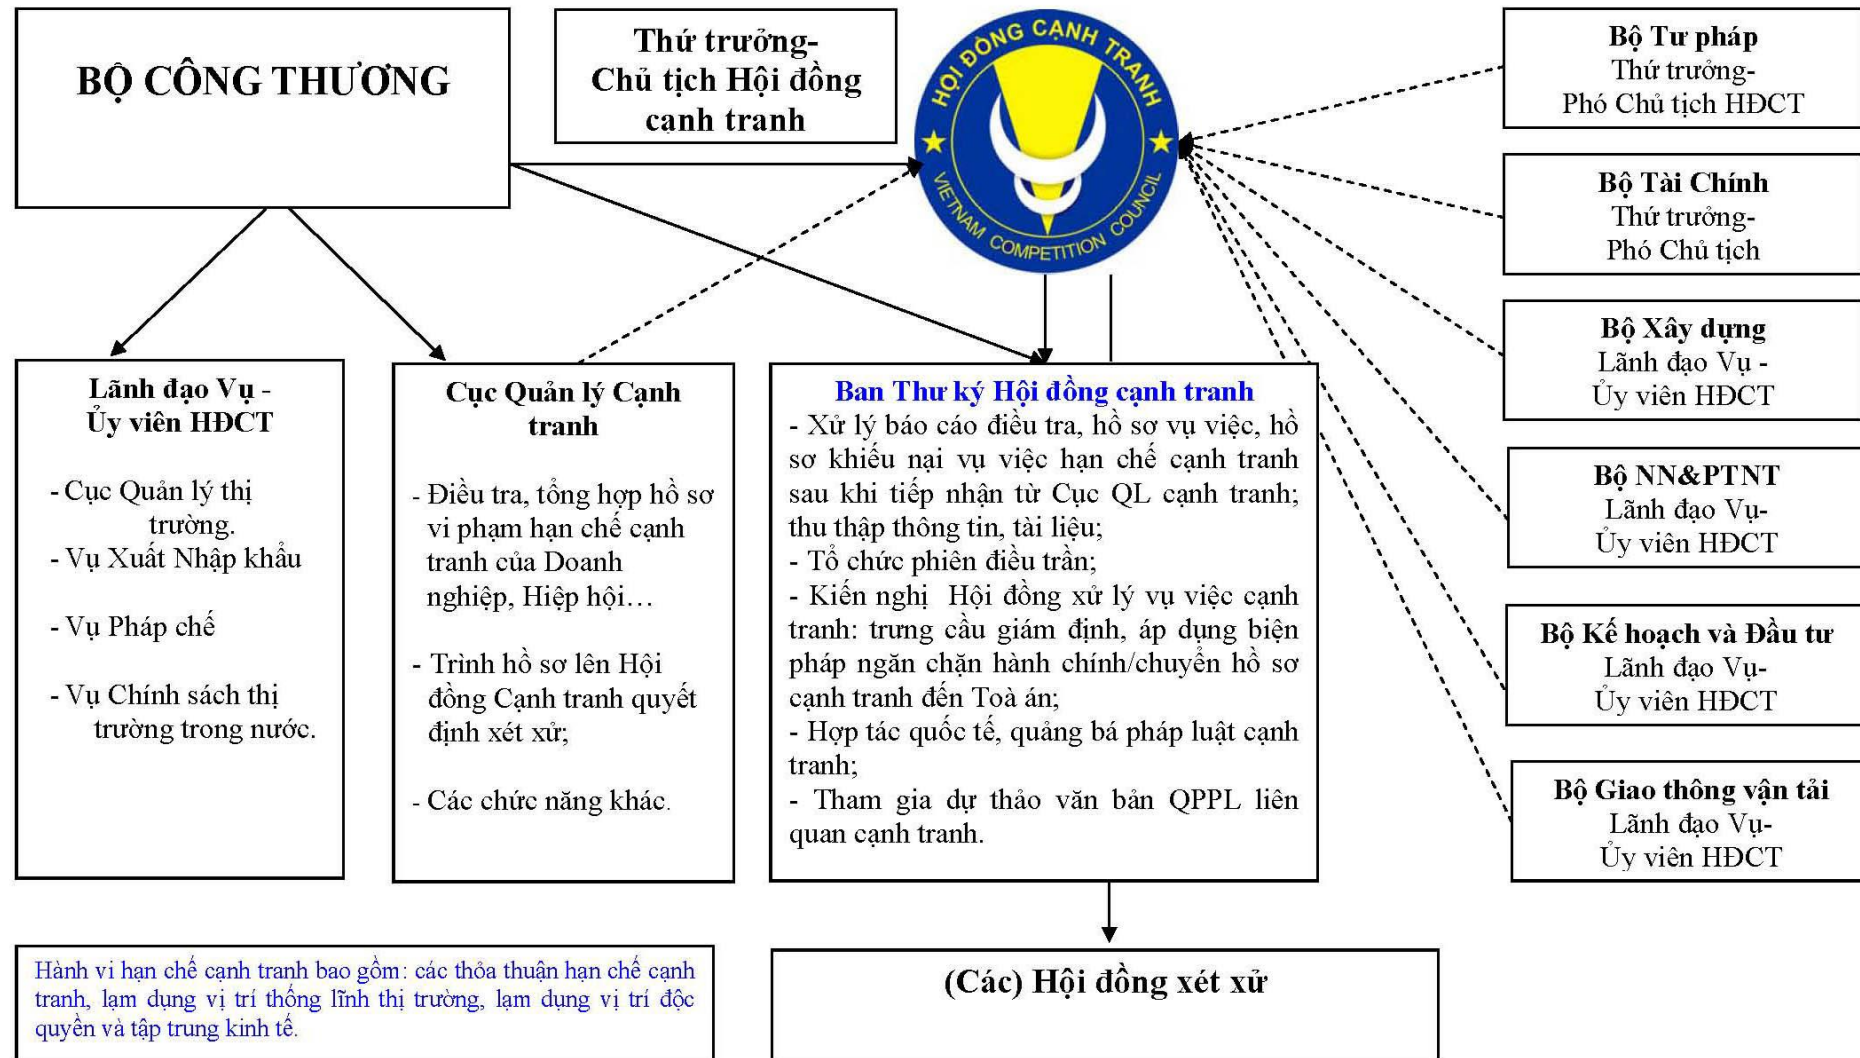 BỘ CÔNG THƯƠNG
Thứ trưởng-
Chủ tịch Hội đồng
cạnh tranh
HỘI ĐỒNG CẠNH TRANH
VIETNAM COMPETITION COUNCIL
Bộ Tư pháp
Thứ trưởng-
Phó Chủ tịch HĐCT
Bộ Tài Chính
Thứ trưởng-
Phó Chủ tịch
Bộ Xây dựng
Lãnh đạo Vụ -
Ủy viên HĐCT
Bộ NN&PTNT
Lãnh đạo Vụ-
Ủy viên HĐCT
Bộ Kế hoạch và Đầu tư
Lãnh đạo Vụ-
Ủy viên HĐCT
Bộ Giao thông vận tải
Lãnh đạo Vụ-
Ủy viên HĐCT
Lãnh đạo Vụ -
Ủy viên HĐCT
- Cục Quản lý thị
trường.
- Vụ Xuất Nhập khẩu
- Vụ Pháp chế
- Vụ Chính sách thị
trường trong nước.
Cục Quản lý Cạnh
tranh
- Điều tra, tổng hợp hồ sơ
vi phạm hạn chế cạnh
tranh của Doanh
nghiệp, Hiệp hội…
- Trình hồ sơ lên Hội
đồng Cạnh tranh quyết
định xét xử;
- Các chức năng khác.
Ban Thư ký Hội đồng cạnh tranh
- Xử lý báo cáo điều tra, hồ sơ vụ việc, hồ
sơ khiếu nại vụ việc hạn chế cạnh tranh
sau khi tiếp nhận từ Cục QL cạnh tranh;
thu thập thông tin, tài liệu;
- Tổ chức phiên điều trần;
- Kiến nghị Hội đồng xử lý vụ việc cạnh
tranh: trưng cầu giám định, áp dụng biện
pháp ngăn chặn hành chính/chuyển hồ sơ
cạnh tranh đến Toà án;
- Hợp tác quốc tế, quảng bá pháp luật cạnh
tranh;
- Tham gia dự thảo văn bản QPPL liên
quan cạnh tranh.
Hành vi hạn chế cạnh tranh bao gồm: các thỏa thuận hạn chế cạnh
tranh, lạm dụng vị trí thống lĩnh thị trường, lạm dụng vị trí độc
quyền và tập trung kinh tế.
(Các) Hội đồng xét xử